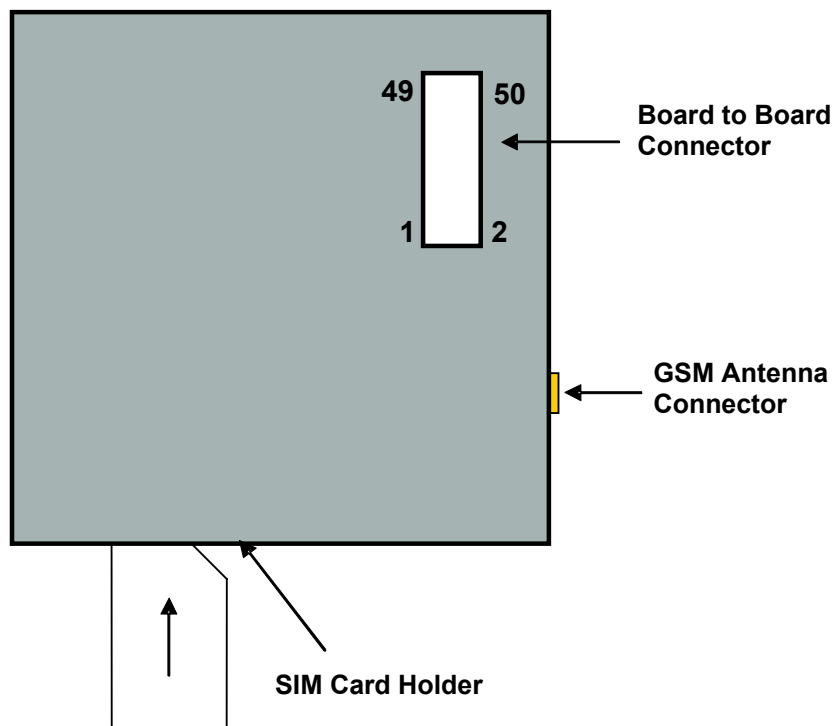 49
50
Board to Board
Connector
1
2
GSM Antenna
Connector
SIM Card Holder